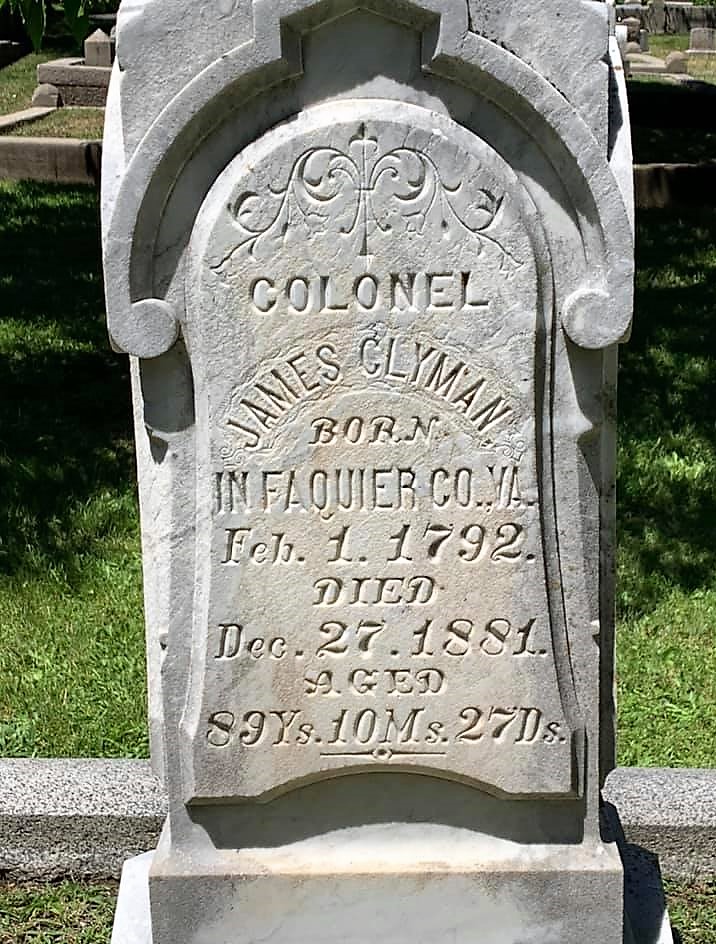 COLONEL
JAMES CLYMAN
BORN
IN FAQUIER CO., VA.
Feb. 1. 1792.
DIED
Dec. 27. 1881.
AGED
89Ys. 10Ms. 27Ds.